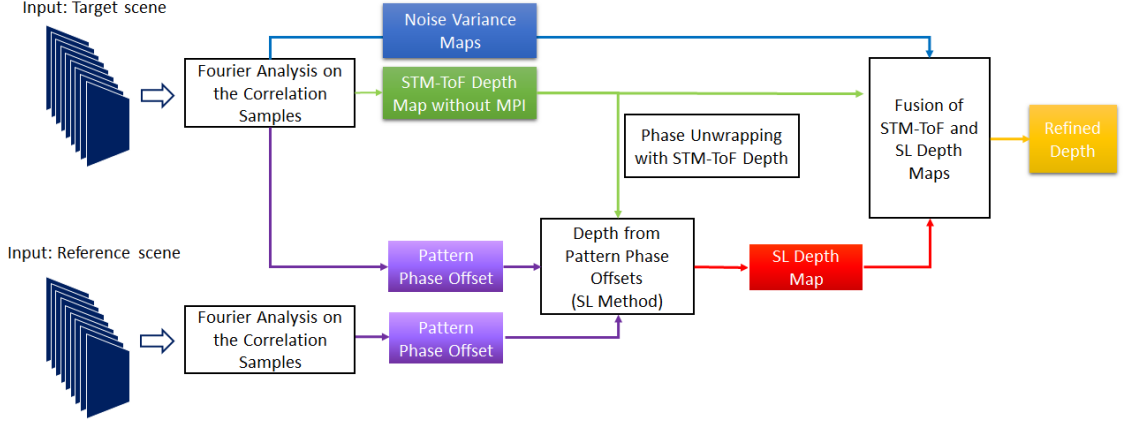 Input: Target scene
Noise Variance
Maps
Fourier Analysis on
the Correlation
Samples
STM-ToF Depth
Map without MPI
Phase Unwrapping
with STM-ToF Depth
Fusion of
STM-ToF and
SL Depth
Maps
Refined
Depth
Input: Reference scene
Pattern
Phase Offset
Depth from
Pattern Phase
Offsets
(SL Method)
SL Depth
Map
Fourier Analysis on
the Correlation
Samples
Pattern
Phase Offset